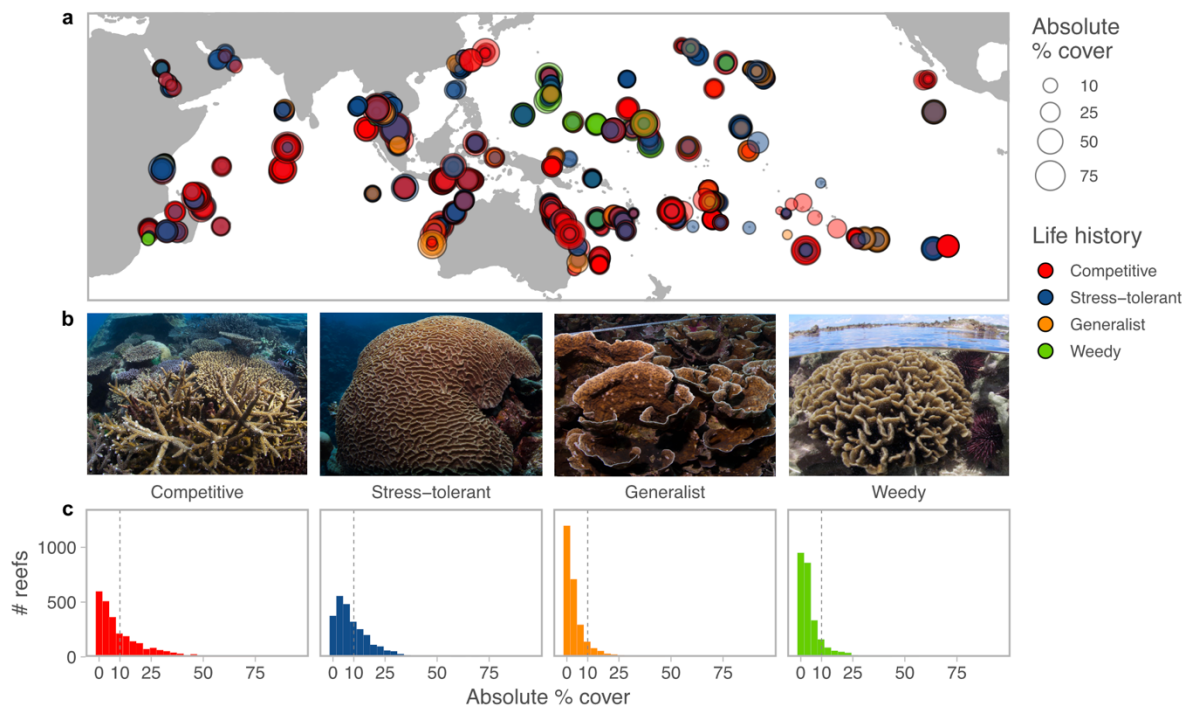 a
Absolute
% cover
10
25
50
75
Life history
Competitive
Stress-tolerant
Generalist
Weedy
b
Competitive
Stress-tolerant
Generalist
Weedy
c
# reefs
1000
500
0
0 10 25 50 75
0 10 25 50 75
0 10 25 50 75
0 10 25 50 75
Absolute % cover